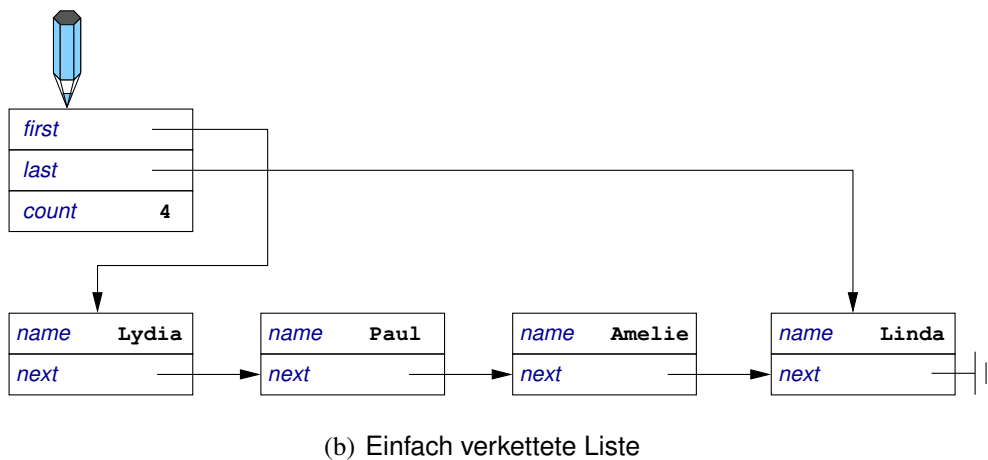 first
last
count 4
name Lydia name Paul name Amelie name Linda
next next next next
(b) Einfach verkettete Liste